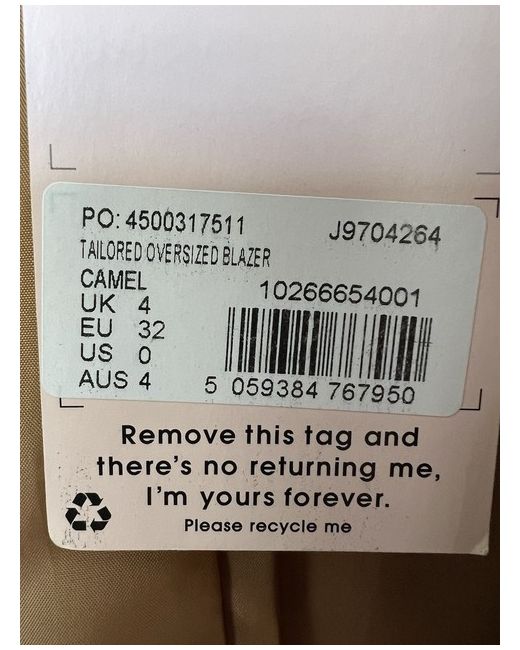 PO: 4500317511 J9704264
TAILORED OVERSIZED BLAZER
CAMEL
10266654001
UK 4
EU 32
US 0
AUS 4
5 059384 767950
Remove this tag and
there's no returning me,
I'm yours forever.
Please recycle me